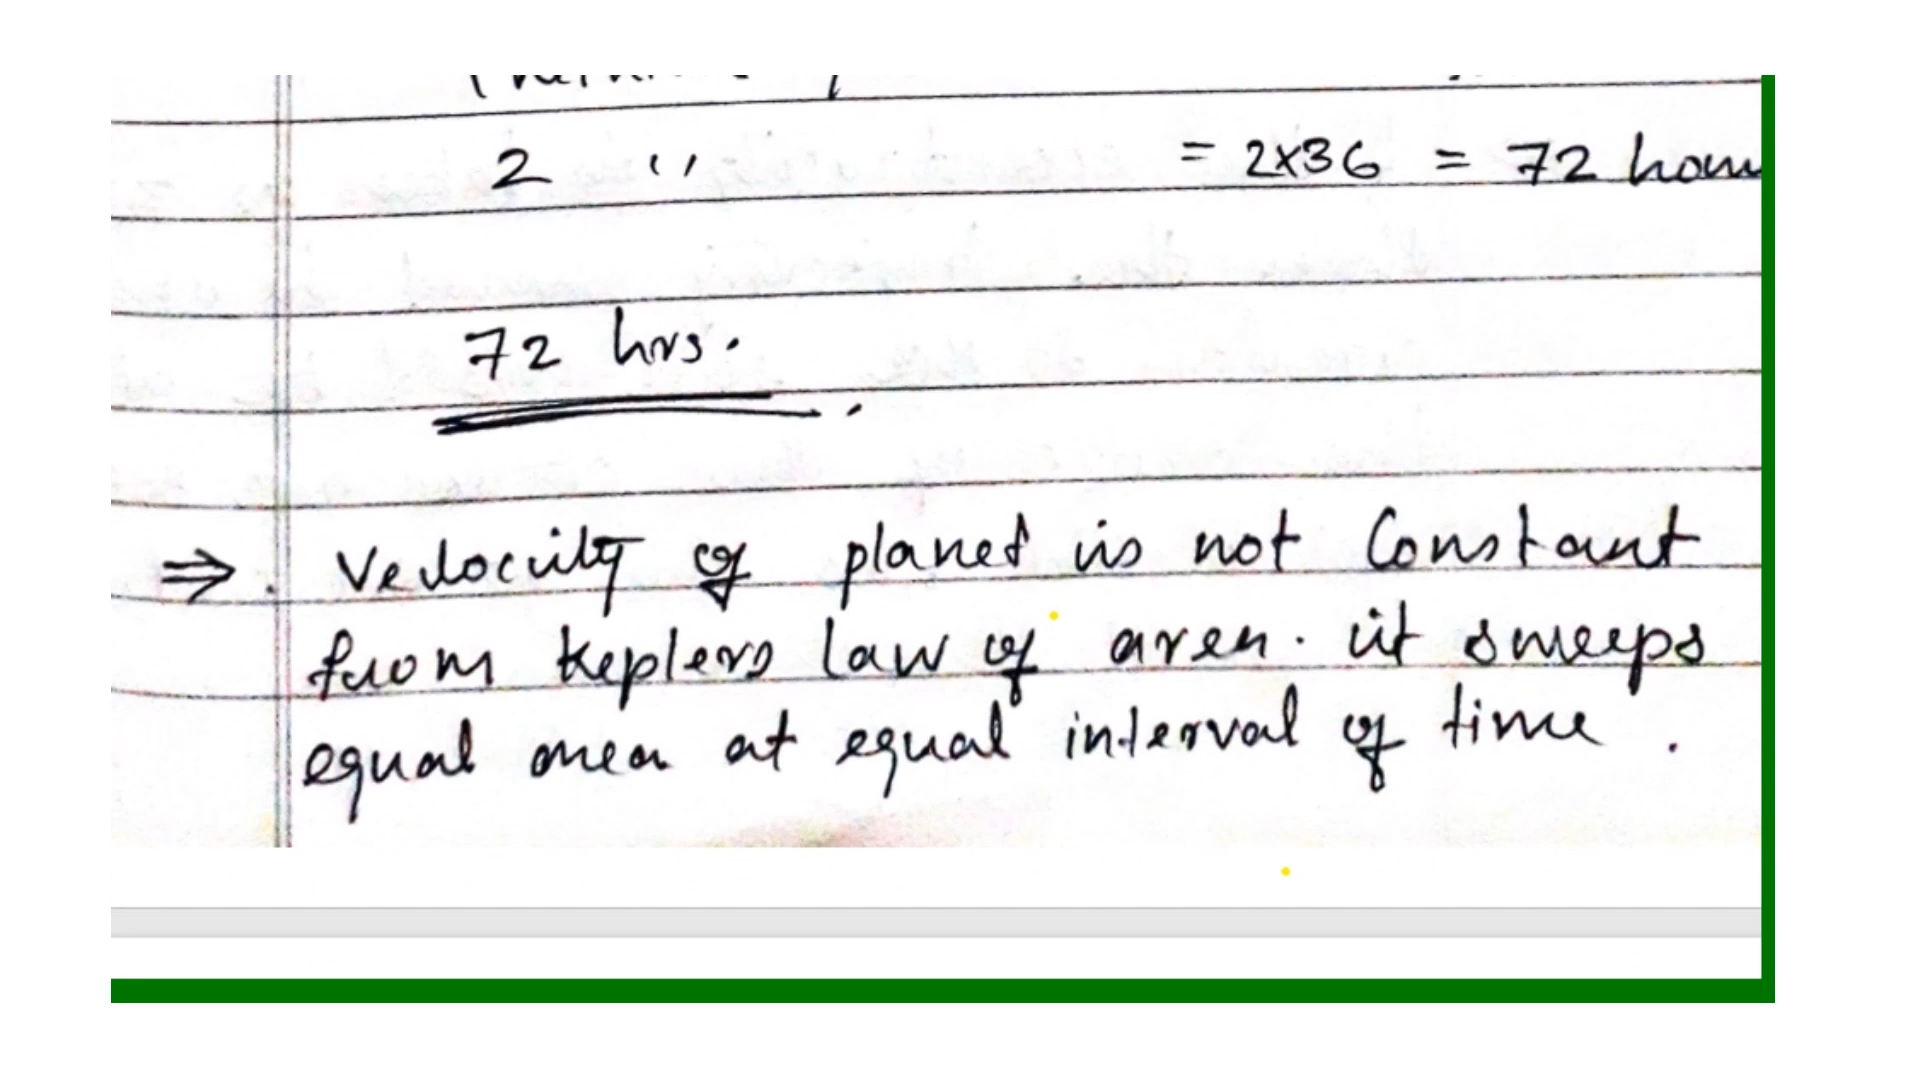 2 " = 2x36 = 72 hou
72 hrs.
⇒. Velocity of planet is not Constant
from Keplers law of area. it sweeps
equal area at equal interval of time.